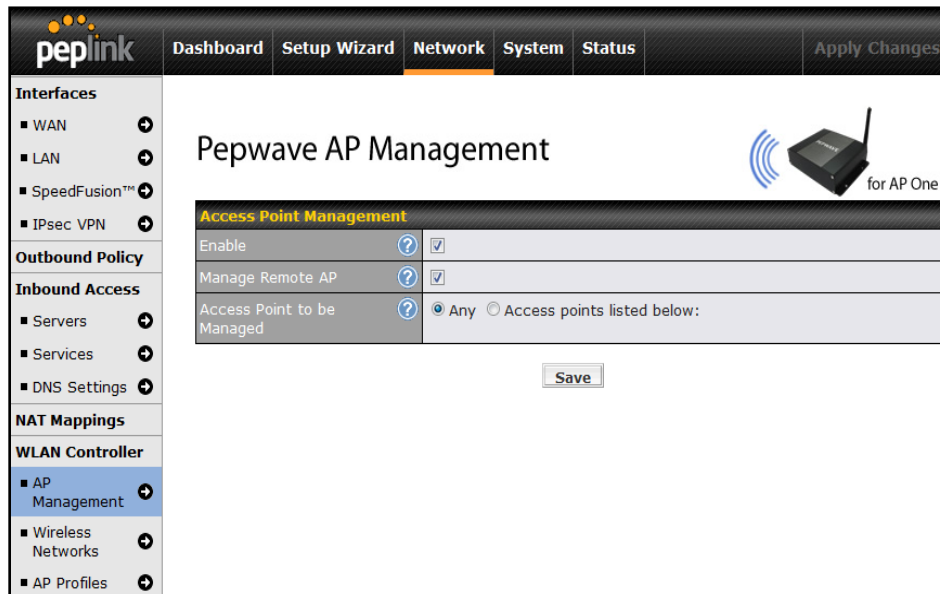 peplink
Dashboard Setup Wizard Network System Status Apply Changes
Interfaces
WAN
LAN
SpeedFusion™
IPsec VPN
Outbound Policy
Inbound Access
Servers
Services
DNS Settings
NAT Mappings
WLAN Controller
AP
Management
Wireless
Networks
AP Profiles
Pepwave AP Management
PEPWAVE
for AP One
Access Point Management
Enable ?
Manage Remote AP ?
Access Point to be
Managed ? Any Access points listed below:
Save